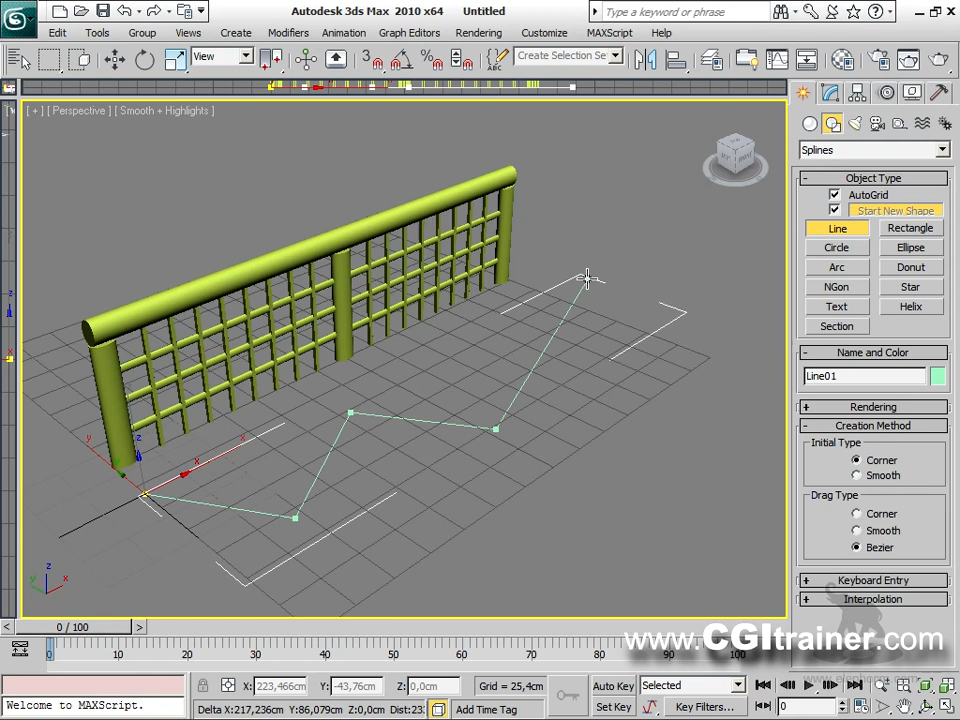 Autodesk 3ds Max 2010 x64
Untitled
Type a keyword or phrase
Edit
Tools
Group
Views
Create
Modifiers
Animation
Graph Editors
Rendering
Customize
MAXScript
Help
View
3
ABC
Create Selection Se
[ + ] [ Perspective ] [ Smooth + Highlights ]
Splines
Object Type
AutoGrid
Start New Shape
Line
Rectangle
Circle
Ellipse
Arc
Donut
NGon
Star
Text
Helix
Section
Name and Color
Line01
Rendering
Creation Method
Initial Type
Corner
Smooth
Drag Type
Corner
Smooth
Bezier
Keyboard Entry
Interpolation
z
x
y
z
x
x
y
z
x
y
0 / 100
0
10
20
30
40
50
60
70
80
90
100
www.CGItrainer.com
X: 223,466cm
Y: -43,76cm
Z: 0,0cm
Grid = 25,4cm
Auto Key
Selected
Welcome to MAXScript.
Delta X:217,236cm Y:86,079cm Z:0,0cm Dist:23
Add Time Tag
Set Key
Key Filters...
0